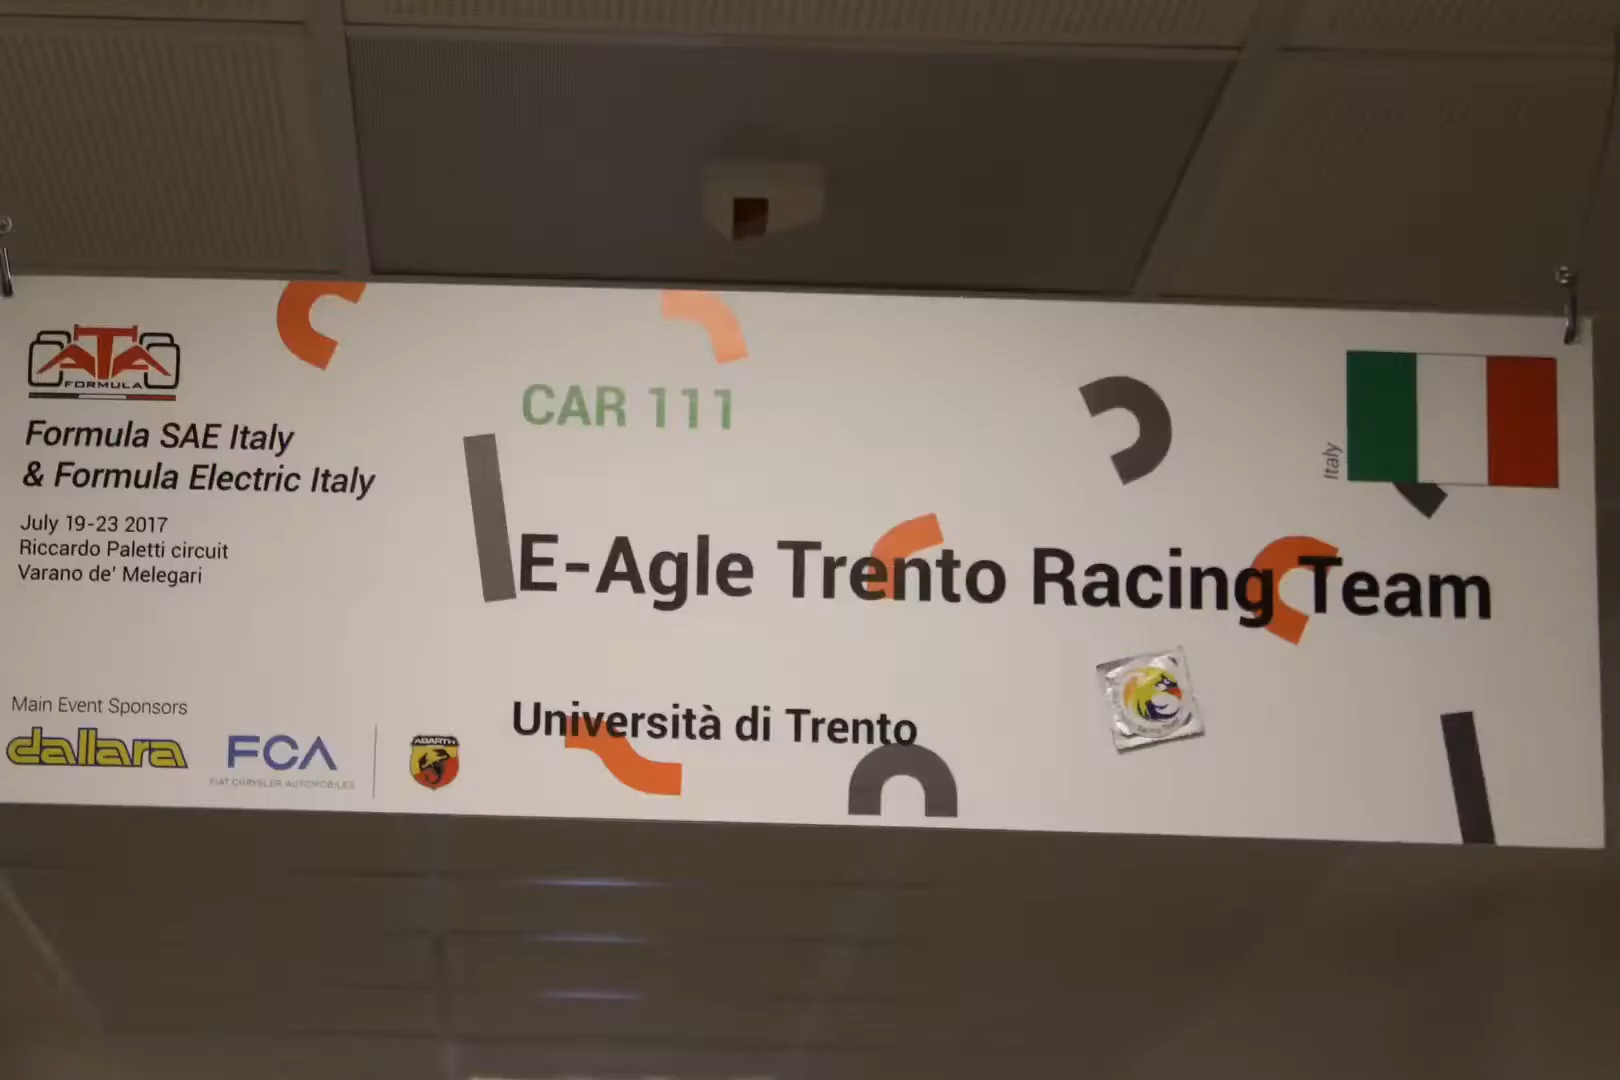 ATA
FORMULA
Formula SAE Italy
& Formula Electric Italy
July 19-23 2017
Riccardo Paletti circuit
Varano de' Melegari
Main Event Sponsors
dallara
FCA
FIAT CHRYSLER AUTOMOBILES
ABARTH
CAR 111
E-Agle Trento Racing Team
Università di Trento
Italy